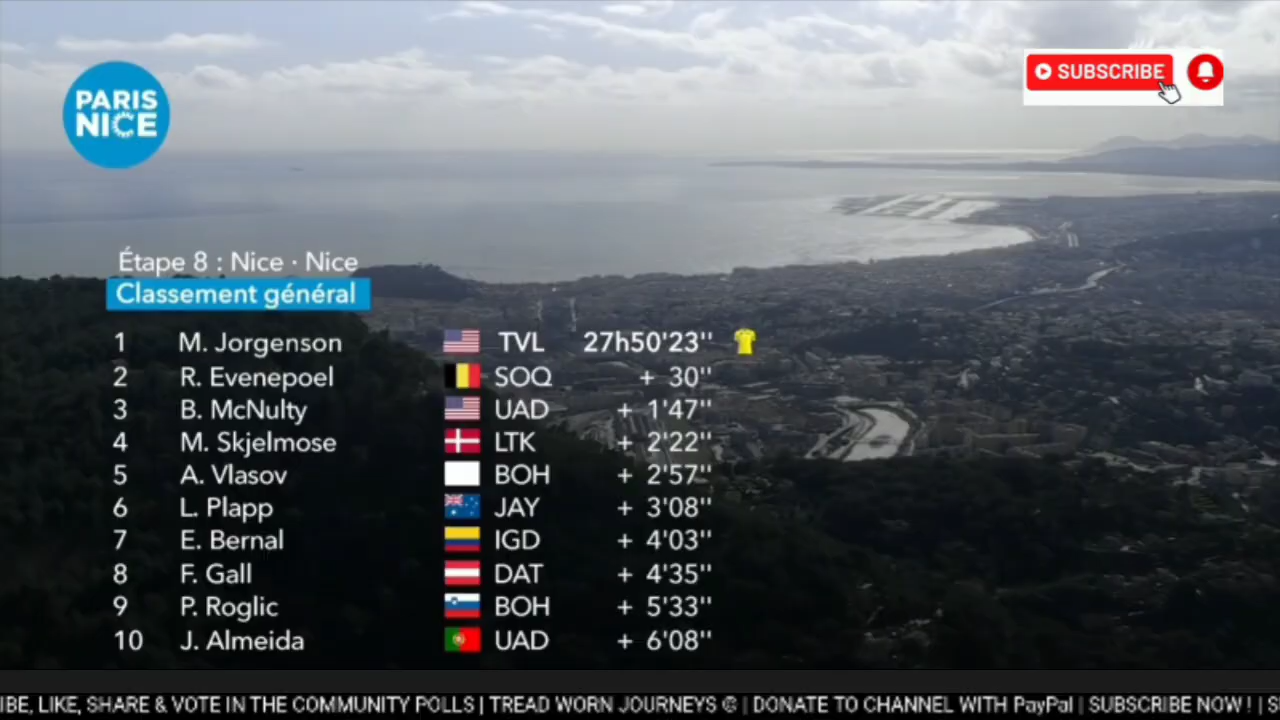 PARIS
NICE
SUBSCRIBE
Étape 8 : Nice · Nice
Classement général
1 M. Jorgenson TVL 27h50'23''
2 R. Evenepoel SOQ + 30''
3 B. McNulty UAD + 1'47''
4 M. Skjelmose LTK + 2'22''
5 A. Vlasov BOH + 2'57''
6 L. Plapp JAY + 3'08''
7 E. Bernal IGD + 4'03''
8 F. Gall DAT + 4'35''
9 P. Roglic BOH + 5'33''
10 J. Almeida UAD + 6'08''
IBE, LIKE, SHARE & VOTE IN THE COMMUNITY POLLS | TREAD WORN JOURNEYS © | DONATE TO CHANNEL WITH PayPal | SUBSCRIBE NOW ! | S